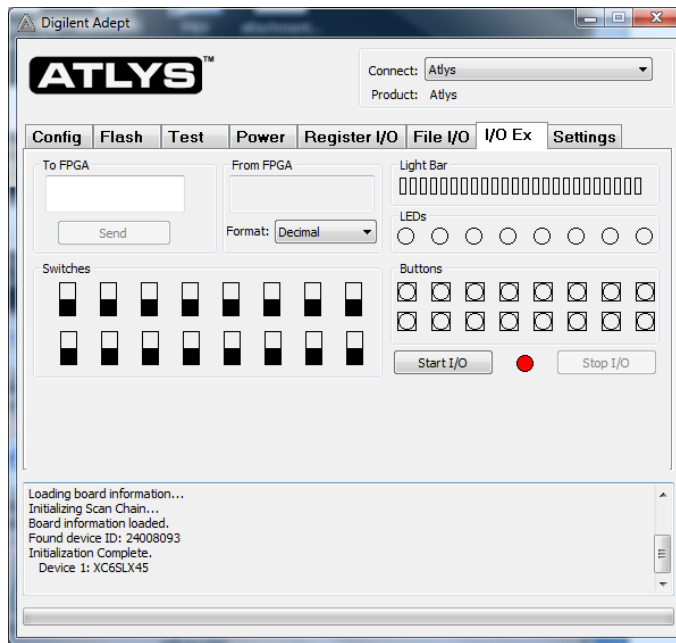 Digilent Adept
ATLYS™
Connect: Atlys
Product: Atlys
Config Flash Test Power Register I/O File I/O I/O Ex Settings
To FPGA
From FPGA
Light Bar
LEDs
Send
Format: Decimal
Switches
Buttons
Start I/O
Stop I/O
Loading board information...
Initializing Scan Chain...
Board information loaded.
Found device ID: 24008093
Initialization Complete.
Device 1: XC6SLX45